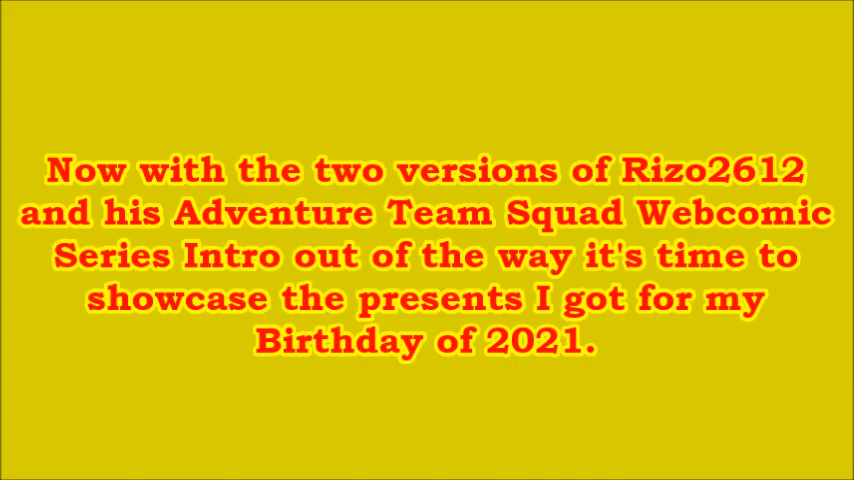 Now with the two versions of Rizo2612
and his Adventure Team Squad Webcomic
Series Intro out of the way it's time to
showcase the presents I got for my
Birthday of 2021.